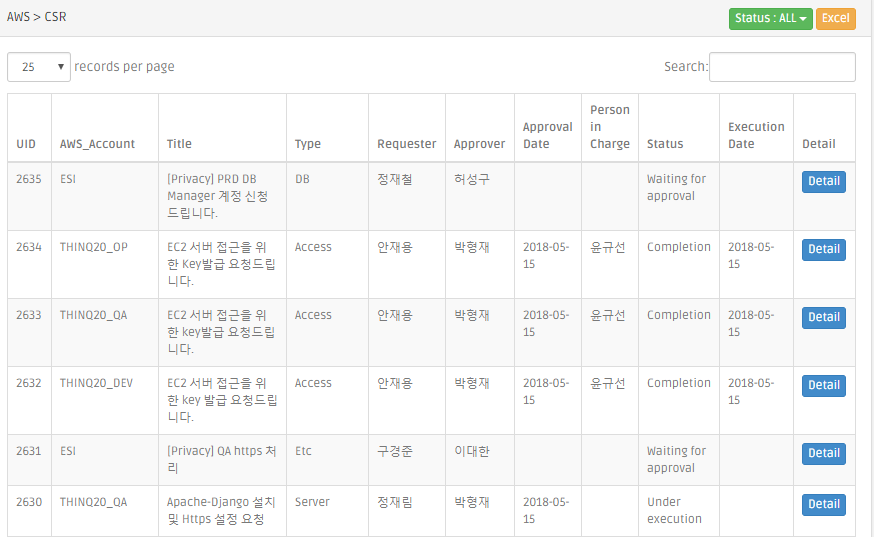 AWS > CSR
Status : ALL
Excel
25 records per page
Search:
UID AWS_Account Title Type Requester Approver Approval Date Person in Charge Status Execution Date Detail
2635 ESI [Privacy] PRD DB DB 정재철 허성구 Waiting for Detail
Manager 계정 신청 approval
드립니다.
2634 THINQ20_OP EC2 서버 접근을 위 Access 안재용 박형재 2018-05- 윤규선 Completion 2018-05- Detail
한 Key발급 요청드립 15 15
니다.
2633 THINQ20_QA EC2 서버 접근을 위 Access 안재용 박형재 2018-05- 윤규선 Completion 2018-05- Detail
한 key발급 요청드립 15 15
니다.
2632 THINQ20_DEV EC2 서버 접근을 위 Access 안재용 박형재 2018-05- 윤규선 Completion 2018-05- Detail
한 key 발급 요청드립 15 15
니다.
2631 ESI [Privacy] QA https 처 Etc 구경준 이대한 Waiting for Detail
리 approval
2630 THINQ20_QA Apache-Django 설치 Server 정재림 박형재 2018-05- Under Detail
및 Https 설정 요청 15 execution